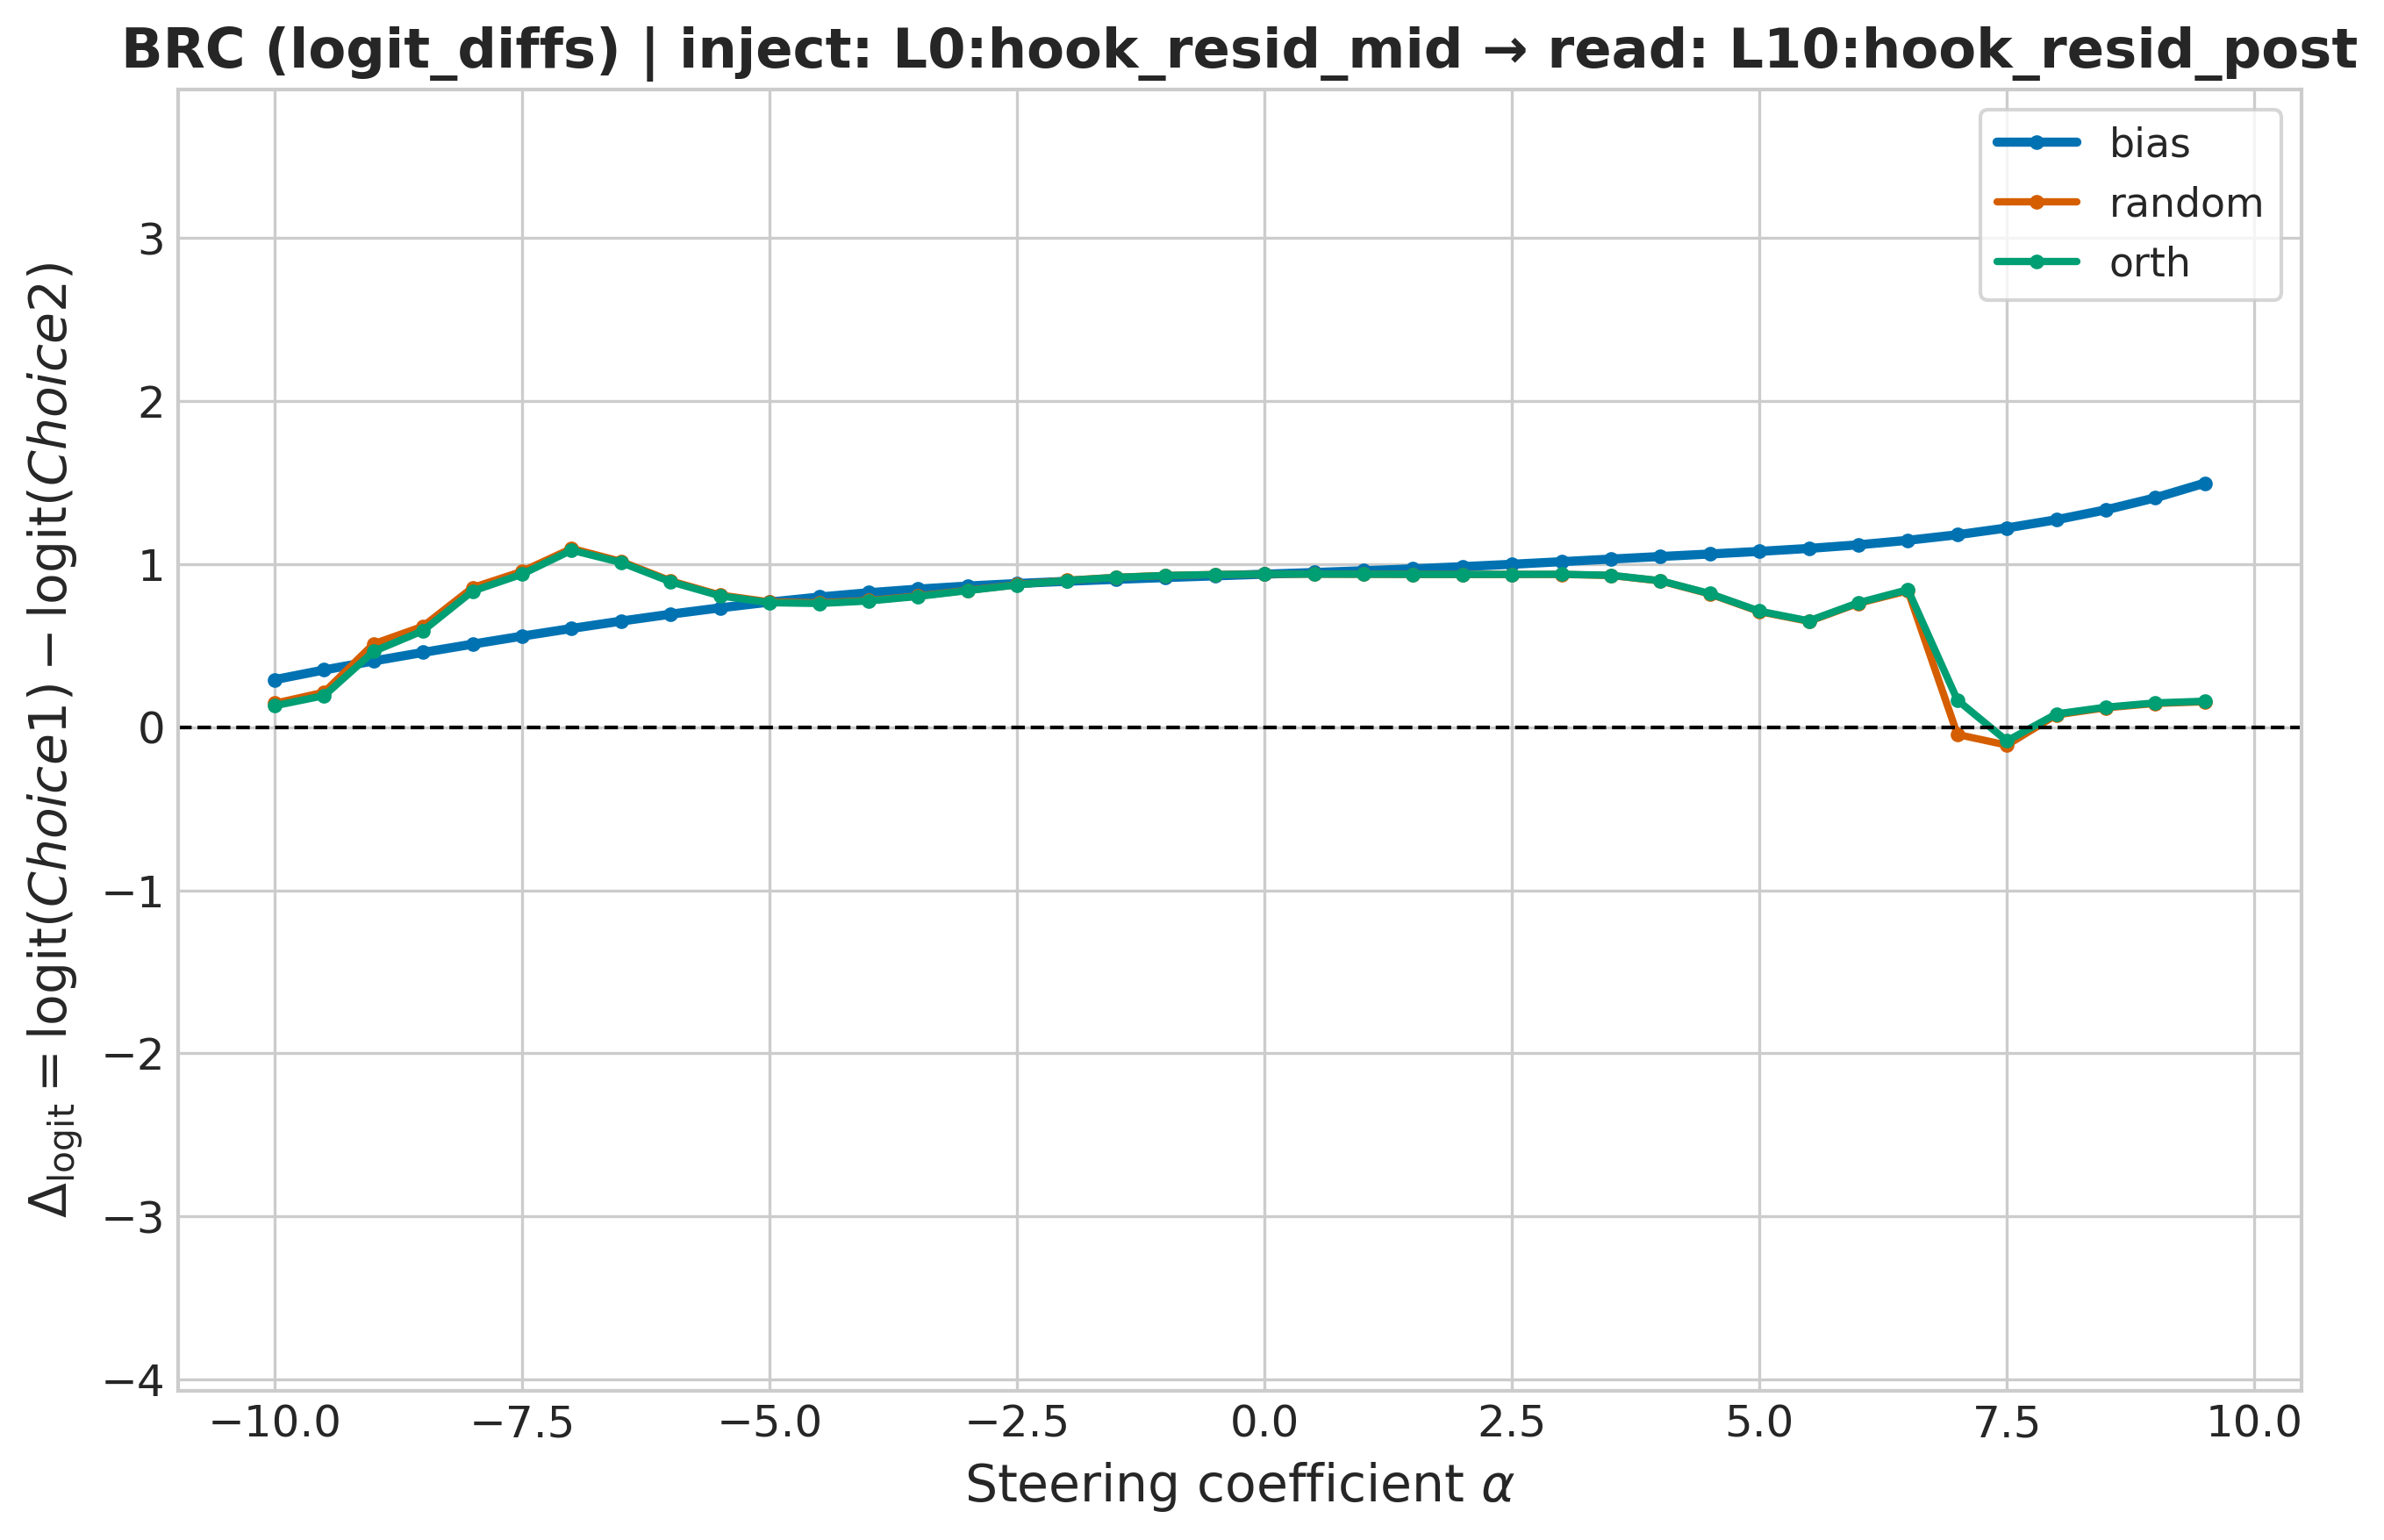 BRC (logit_diffs) | inject: L0:hook_resid_mid → read: L10:hook_resid_post
bias
random
orth
Δlogit = logit(Choice1) − logit(Choice2)
3
2
1
0
−1
−2
−3
−4
−10.0 −7.5 −5.0 −2.5 0.0 2.5 5.0 7.5 10.0
Steering coefficient α